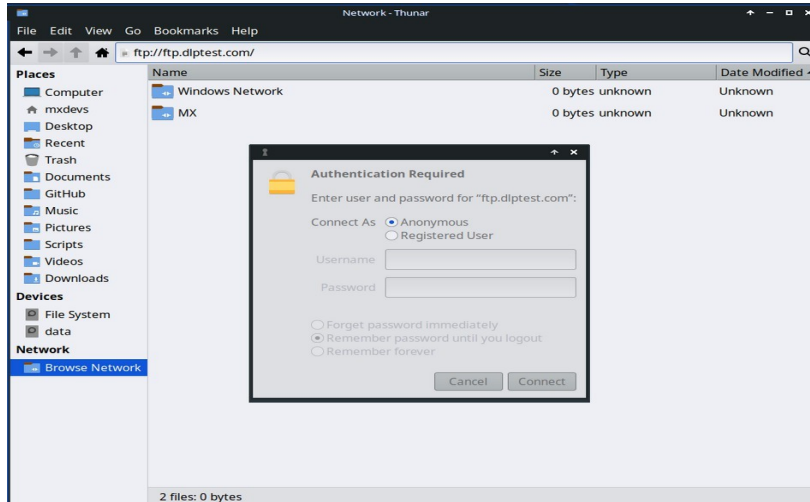 Network - Thunar
File Edit View Go Bookmarks Help
ftp://ftp.dlptest.com/
Places
Computer
mxdevs
Desktop
Recent
Trash
Documents
GitHub
Music
Pictures
Scripts
Videos
Downloads
Devices
File System
data
Network
Browse Network
Name Size Type Date Modified
Windows Network 0 bytes unknown Unknown
MX 0 bytes unknown Unknown
Authentication Required
Enter user and password for "ftp.dlptest.com":
Connect As Anonymous
Registered User
Username
Password
Forget password immediately
Remember password until you logout
Remember forever
Cancel Connect
2 files: 0 bytes